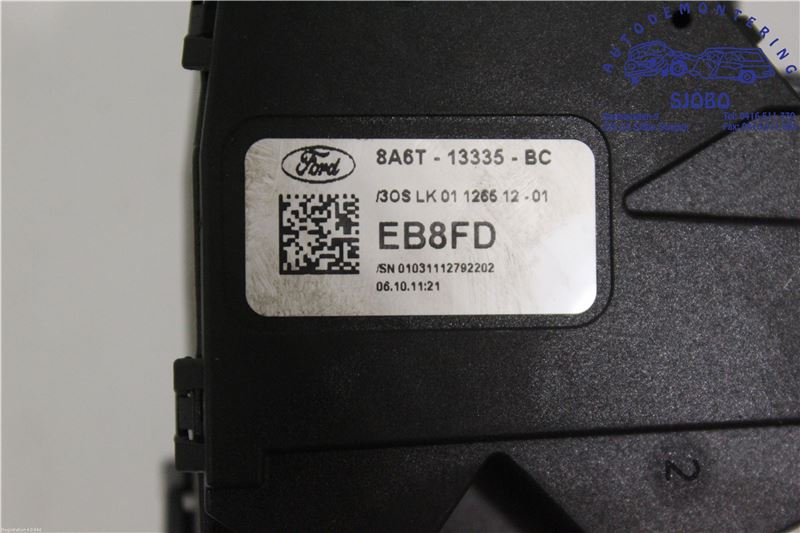 AUTODEMONTERING
SJÖBO
Ford
8A6T - 13335 - BC
/3OS LK 01 1265 12 - 01
EB8FD
/SN 01031112792202
06.10.11:21
2